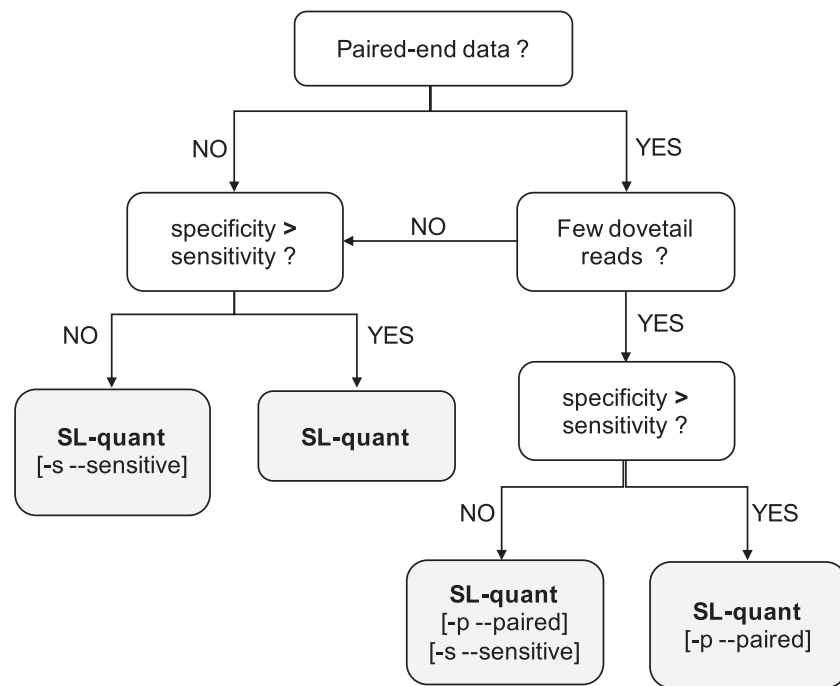 Paired-end data ?
NO
YES
specificity >
sensitivity ?
NO
Few dovetail
reads ?
NO
YES
YES
SL-quant
[-s --sensitive]
SL-quant
specificity >
sensitivity ?
NO
YES
SL-quant
[-p --paired]
[-s --sensitive]
SL-quant
[-p --paired]